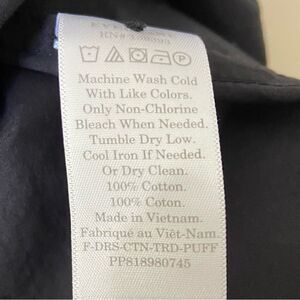 Machine Wash Cold
With Like Colors.
Only Non-Chlorine
Bleach When Needed.
Tumble Dry Low.
Cool Iron If Needed.
Or Dry Clean.
100% Cotton.
100% Coton.
Made in Vietnam.
Fabriqué au Viêt-Nam.
F-DRS-CTN-TRD-PUFF
PP818980745